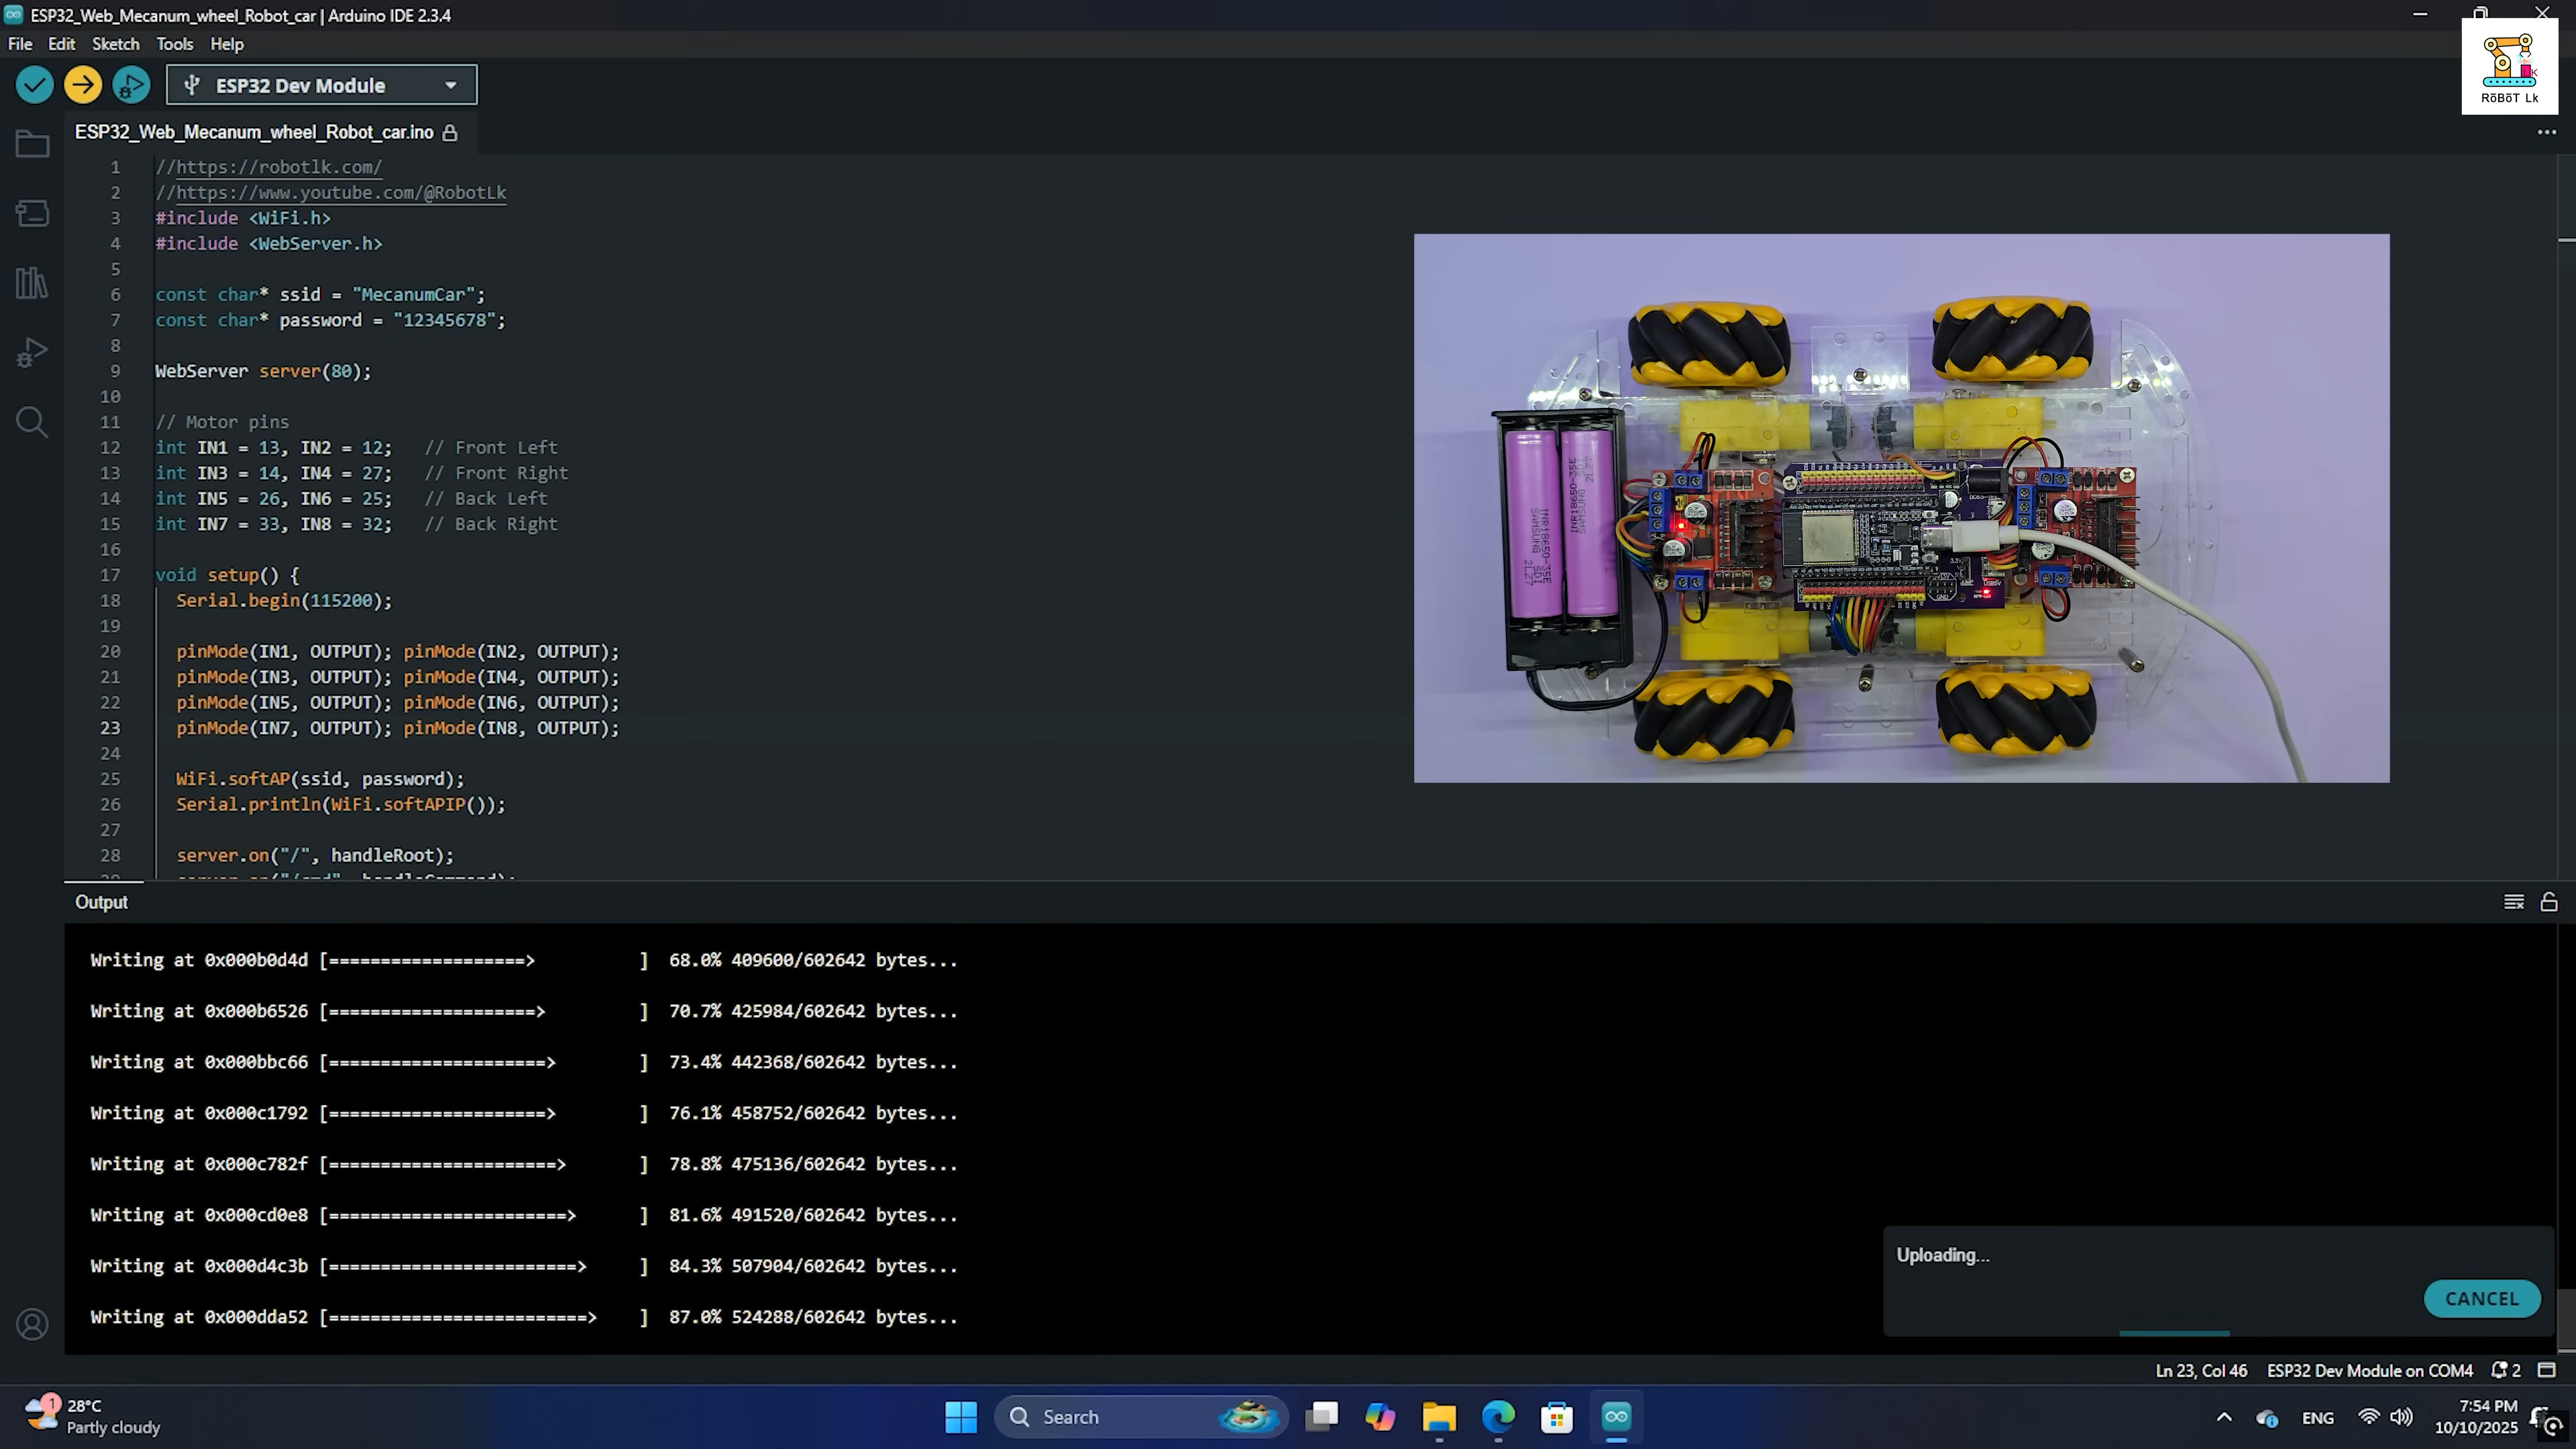 ESP32_Web_Mecanum_wheel_Robot_car | Arduino IDE 2.3.4
File Edit Sketch Tools Help
ESP32 Dev Module
RōBōT Lk
ESP32_Web_Mecanum_wheel_Robot_car.ino
1 //https://robotlk.com/
2 //https://www.youtube.com/@RobotLk
3 #include <WiFi.h>
4 #include <WebServer.h>
5
6 const char* ssid = "MecanumCar";
7 const char* password = "12345678";
8
9 WebServer server(80);
10
11 // Motor pins
12 int IN1 = 13, IN2 = 12; // Front Left
13 int IN3 = 14, IN4 = 27; // Front Right
14 int IN5 = 26, IN6 = 25; // Back Left
15 int IN7 = 33, IN8 = 32; // Back Right
16
17 void setup() {
18 Serial.begin(115200);
19
20 pinMode(IN1, OUTPUT); pinMode(IN2, OUTPUT);
21 pinMode(IN3, OUTPUT); pinMode(IN4, OUTPUT);
22 pinMode(IN5, OUTPUT); pinMode(IN6, OUTPUT);
23 pinMode(IN7, OUTPUT); pinMode(IN8, OUTPUT);
24
25 WiFi.softAP(ssid, password);
26 Serial.println(WiFi.softAPIP());
27
28 server.on("/", handleRoot);
INR18650-35E
SAMSUNG SDI
2L27
INR18650-35E
SAMSUNG
2L27
Output
Writing at 0x000b0d4d [===================> ] 68.0% 409600/602642 bytes...
Writing at 0x000b6526 [====================> ] 70.7% 425984/602642 bytes...
Writing at 0x000bbc66 [=====================> ] 73.4% 442368/602642 bytes...
Writing at 0x000c1792 [=====================> ] 76.1% 458752/602642 bytes...
Writing at 0x000c782f [======================> ] 78.8% 475136/602642 bytes...
Writing at 0x000cd0e8 [=======================> ] 81.6% 491520/602642 bytes...
Writing at 0x000d4c3b [========================> ] 84.3% 507904/602642 bytes...
Writing at 0x000dda52 [=========================> ] 87.0% 524288/602642 bytes...
Uploading...
CANCEL
Ln 23, Col 46 ESP32 Dev Module on COM4 2
1
28°C
Partly cloudy
Search
ENG
7:54 PM
10/10/2025